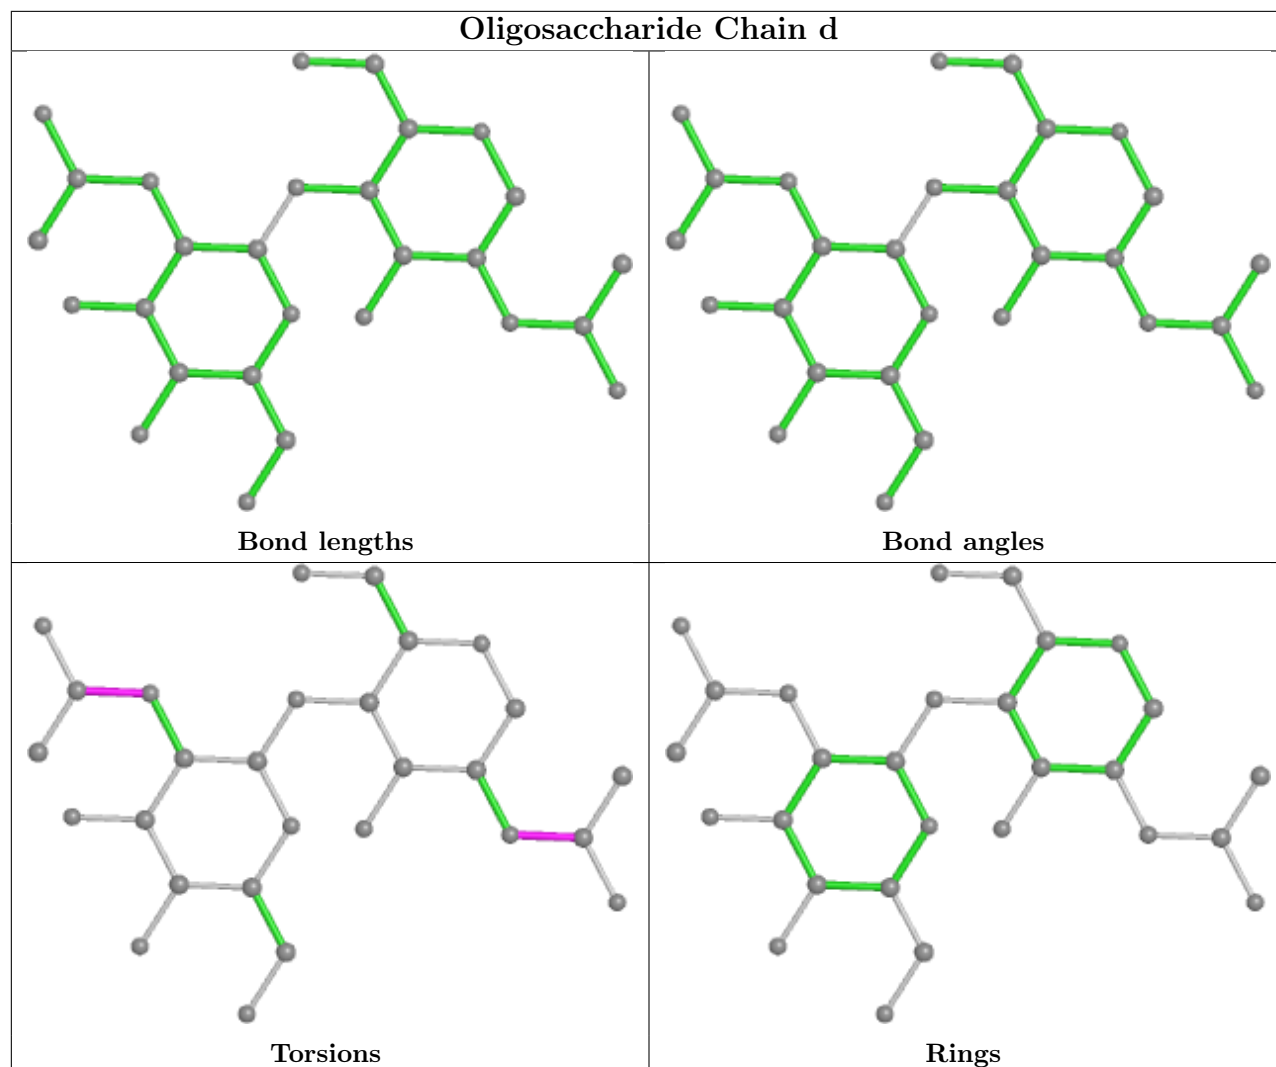 Oligosaccharide Chain d
Bond lengths
Bond angles
Torsions
Rings